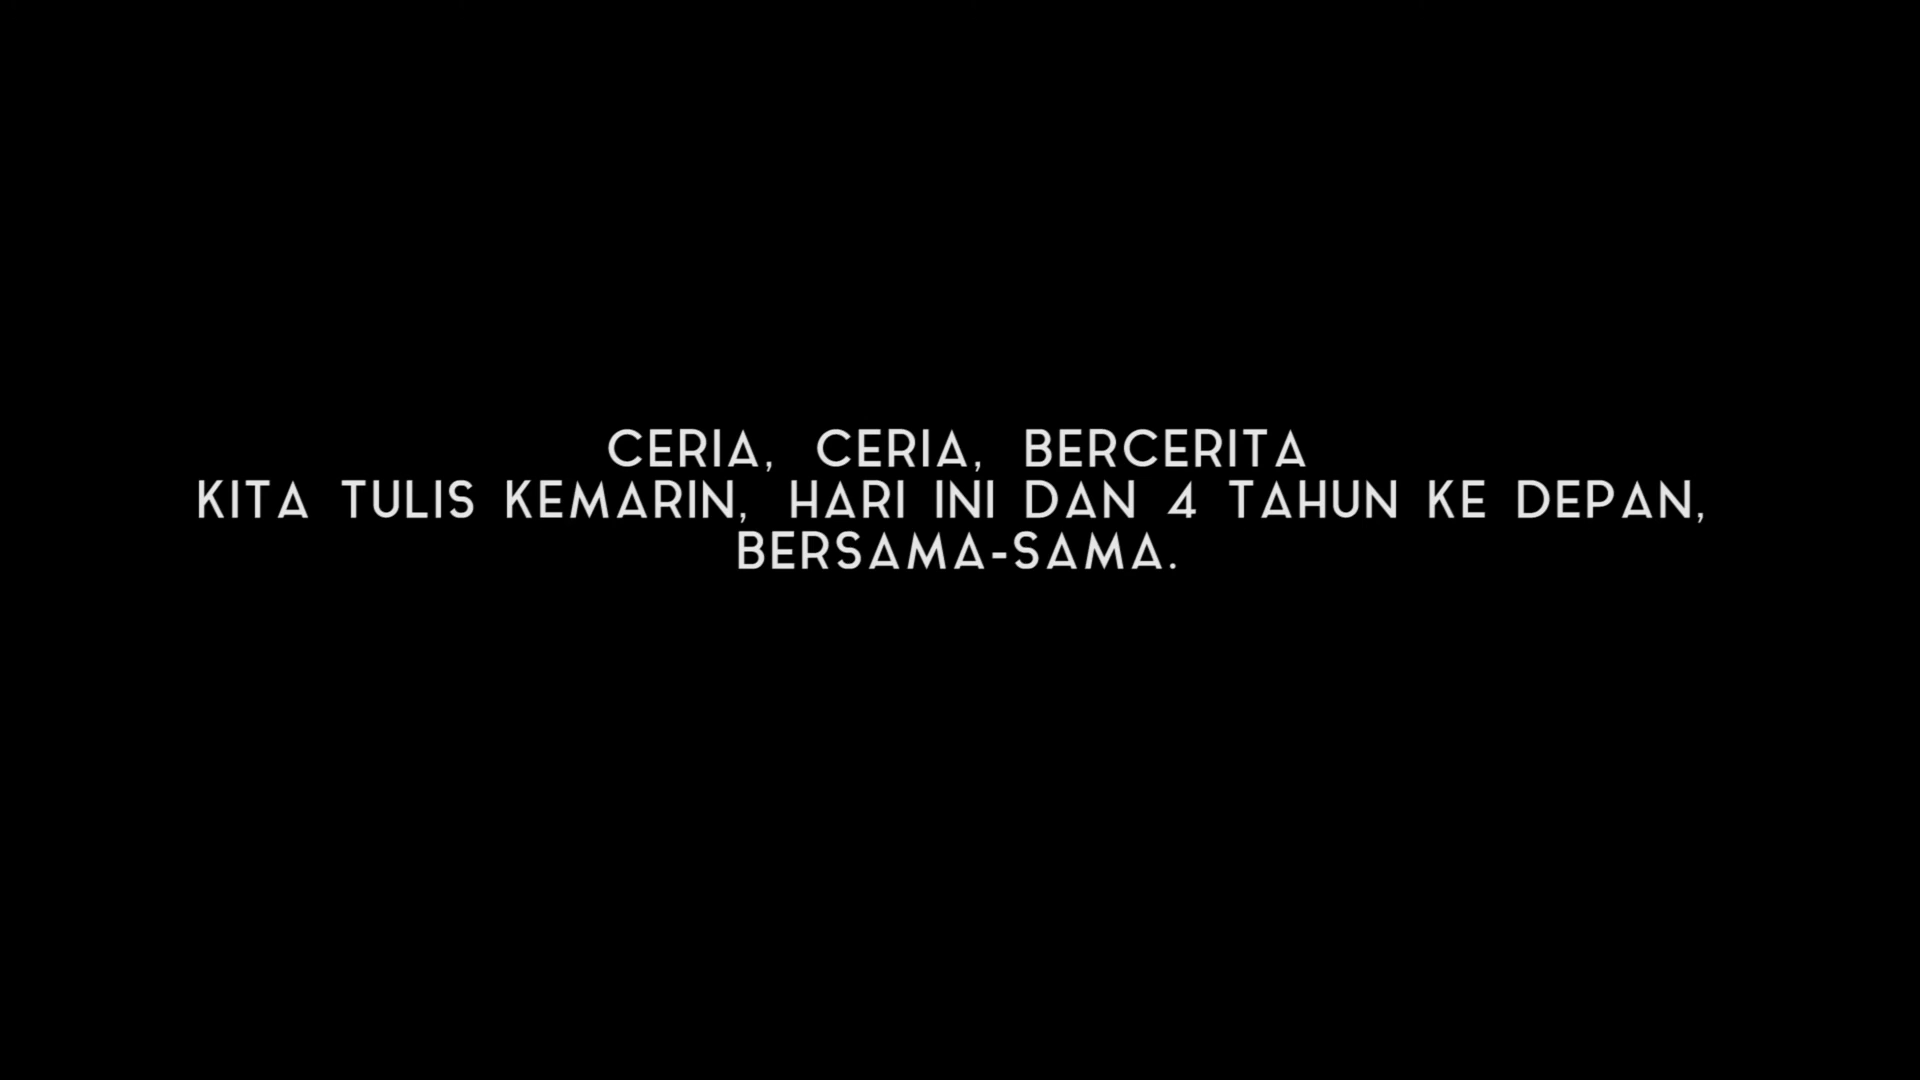 CERIA, CERIA, BERCERITA
KITA TULIS KEMARIN, HARI INI DAN 4 TAHUN KE DEPAN,
BERSAMA-SAMA.